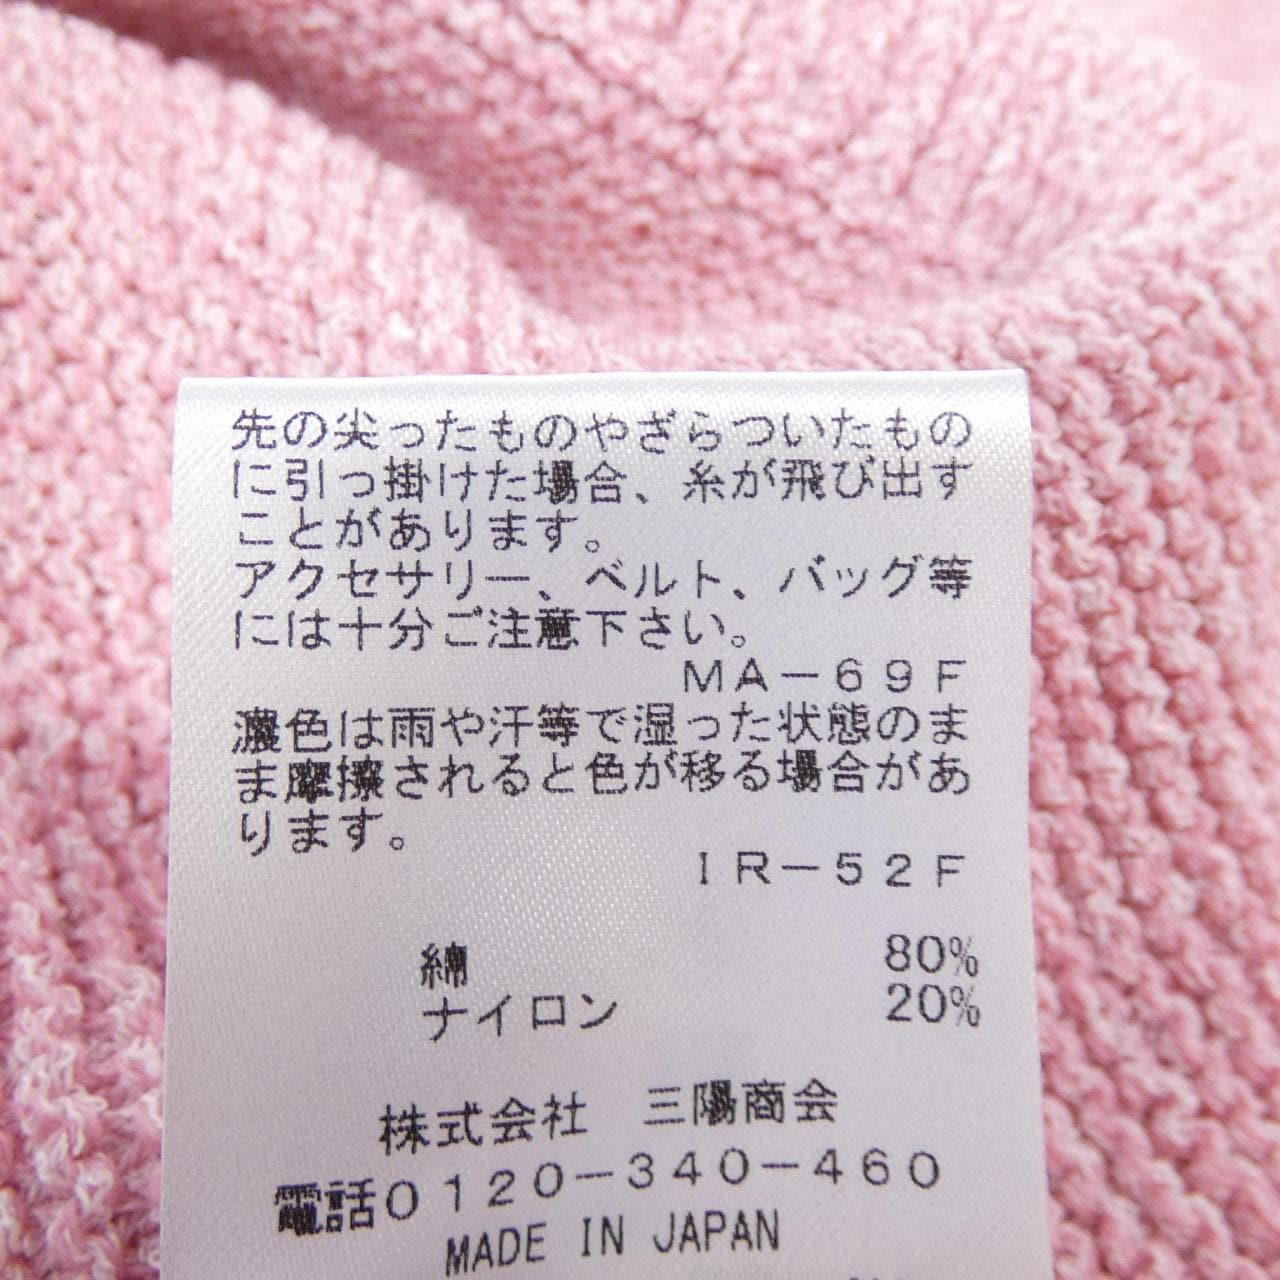 先の尖ったものやざらついたもの
に引っ掛けた場合、糸が飛び出す
ことがあります。
アクセサリー、ベルト、バッグ等
には十分ご注意下さい。
MA-69F
濃色は雨や汗等で湿った状態のま
ま摩擦されると色が移る場合があ
ります。
IR-52F
綿 80%
ナイロン 20%
株式会社 三陽商会
電話0120-340-460
MADE IN JAPAN